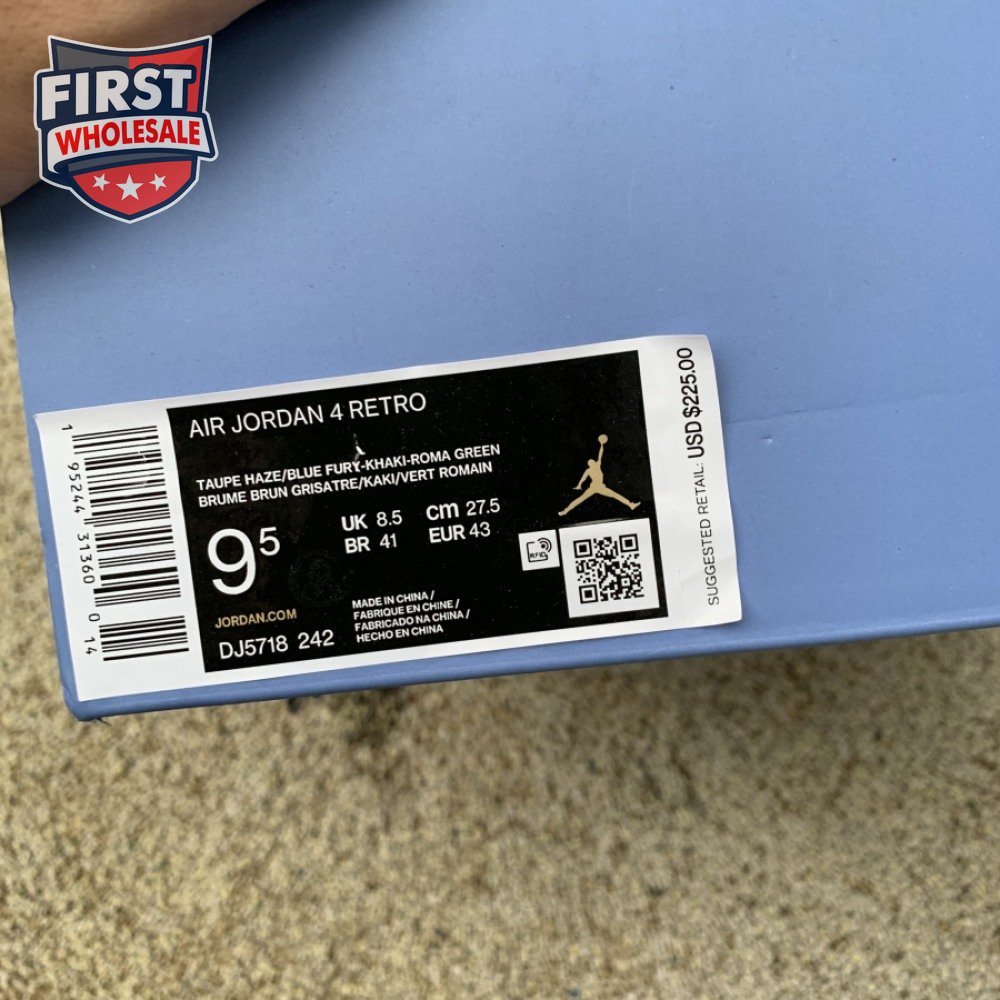 FIRST
WHOLESALE
AIR JORDAN 4 RETRO
TAUPE HAZE/BLUE FURY-KHAKI-ROMA GREEN
BRUME BRUN GRISATRE/KAKI/VERT ROMAIN
9 5
UK 8.5 CM 27.5
BR 41 EUR 43
RFID
JORDAN.COM
DJ5718 242
MADE IN CHINA /
FABRIQUE EN CHINE /
FABRICADO NA CHINA /
HECHO EN CHINA
1 95244 31360 0 14
SUGGESTED RETAIL: USD $225.00